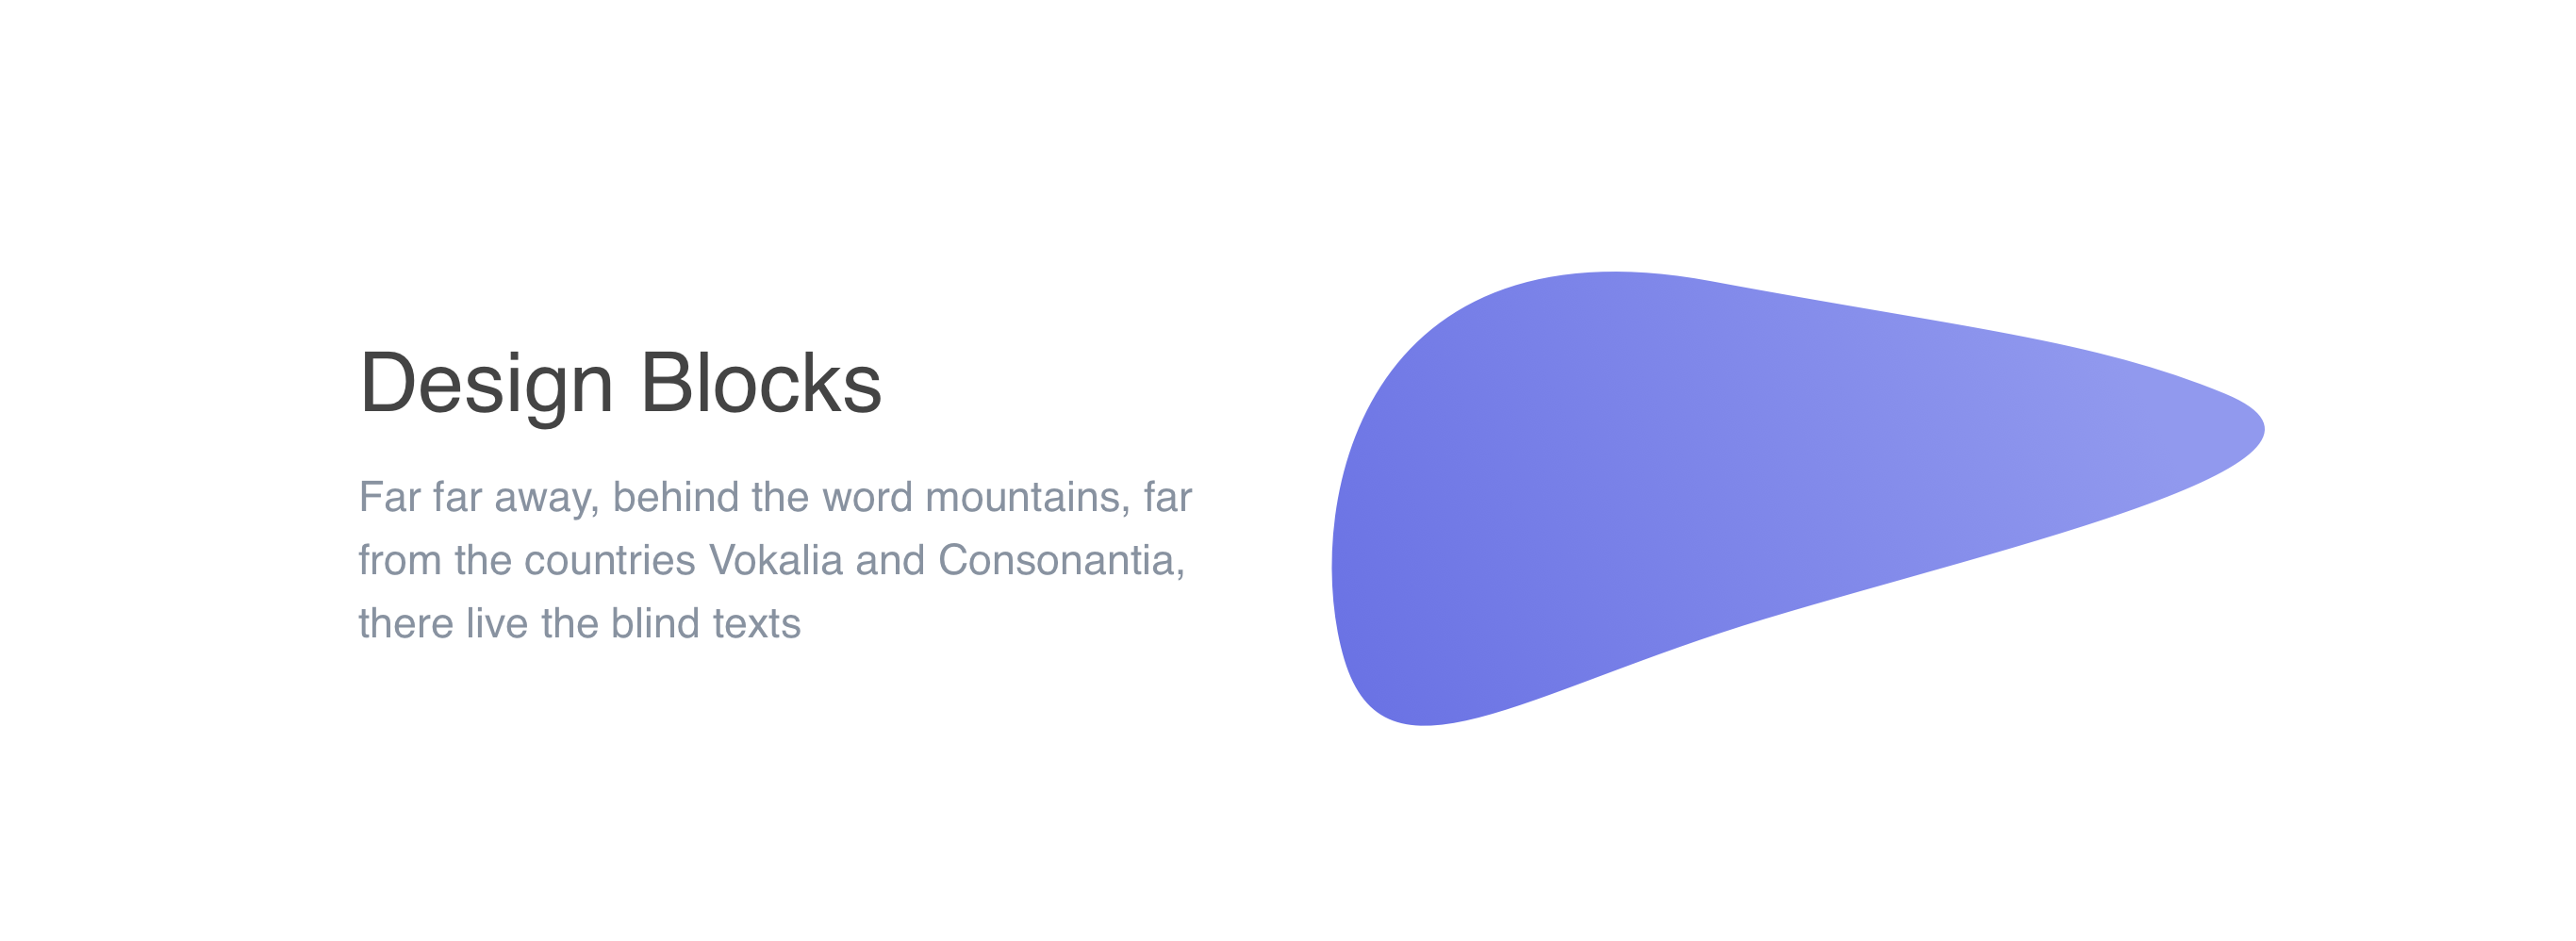 Design Blocks
Far far away, behind the word mountains, far
from the countries Vokalia and Consonantia,
there live the blind texts